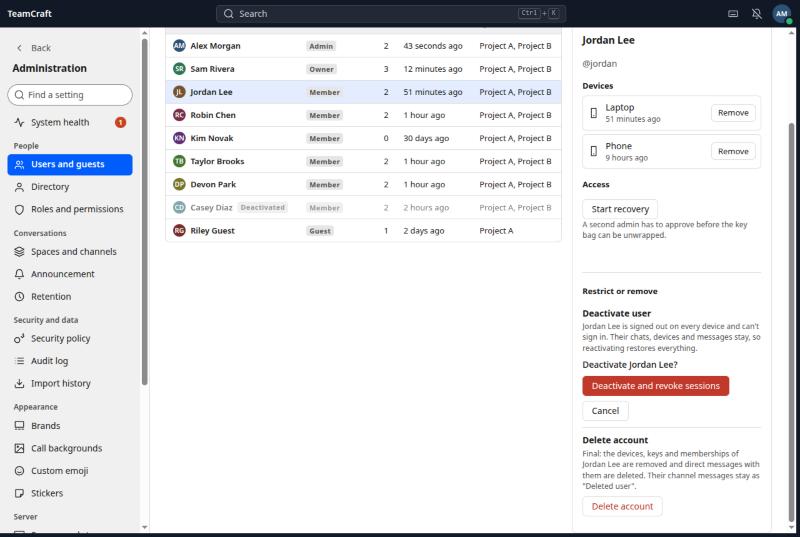 TeamCraft
Search
Ctrl + K
AM
Back
Administration
Find a setting
System health 1
People
Users and guests
Directory
Roles and permissions
Conversations
Spaces and channels
Announcement
Retention
Security and data
Security policy
Audit log
Import history
Appearance
Brands
Call backgrounds
Custom emoji
Stickers
Server
AM Alex Morgan Admin 2 43 seconds ago Project A, Project B
SR Sam Rivera Owner 3 12 minutes ago Project A, Project B
JL Jordan Lee Member 2 51 minutes ago Project A, Project B
RC Robin Chen Member 2 1 hour ago Project A, Project B
KN Kim Novak Member 0 30 days ago Project A, Project B
TB Taylor Brooks Member 2 1 hour ago Project A, Project B
DP Devon Park Member 2 1 hour ago Project A, Project B
CD Casey Diaz Deactivated Member 2 2 hours ago Project A, Project B
RG Riley Guest Guest 1 2 days ago Project A
Jordan Lee
@jordan
Devices
Laptop
51 minutes ago
Remove
Phone
9 hours ago
Remove
Access
Start recovery
A second admin has to approve before the key
bag can be unwrapped.
Restrict or remove
Deactivate user
Jordan Lee is signed out on every device and can't
sign in. Their chats, devices and messages stay, so
reactivating restores everything.
Deactivate Jordan Lee?
Deactivate and revoke sessions
Cancel
Delete account
Final: the devices, keys and memberships of
Jordan Lee are removed and direct messages with
them are deleted. Their channel messages stay as
"Deleted user".
Delete account